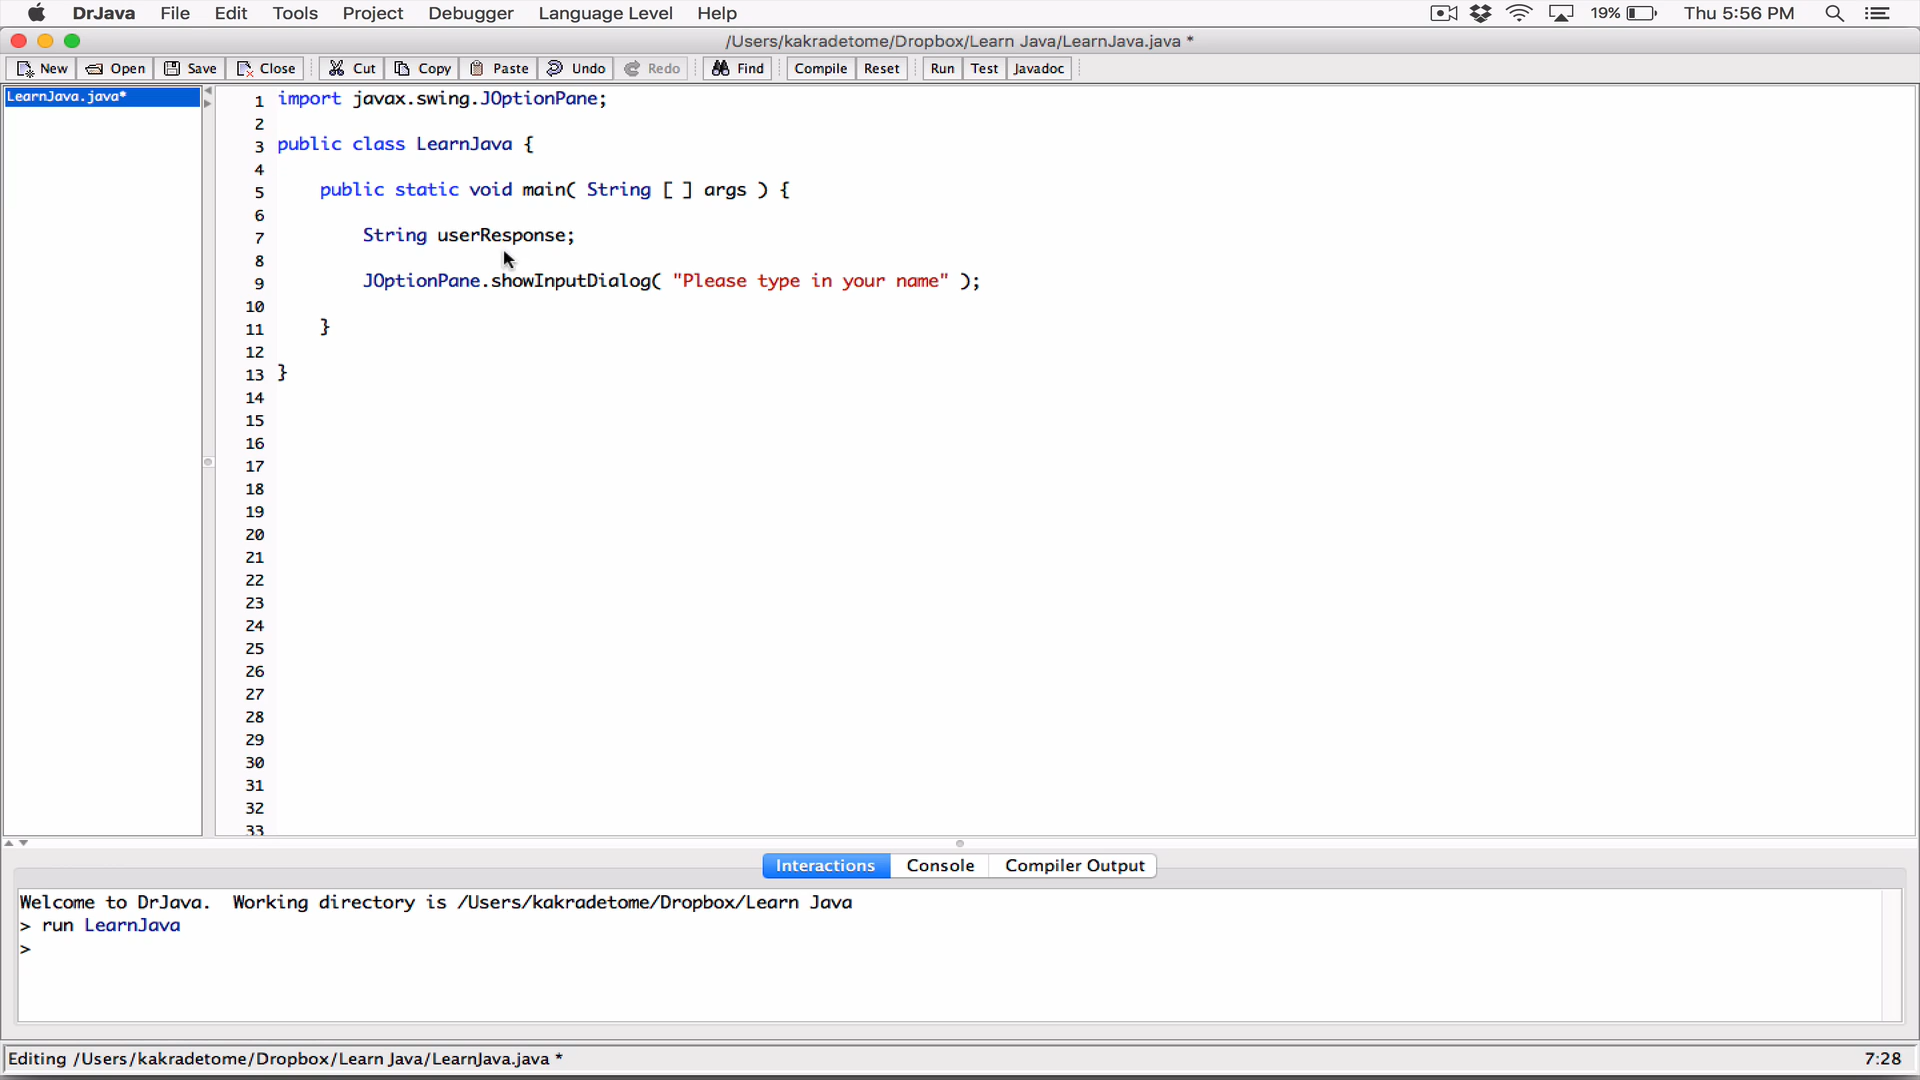 DrJava File Edit Tools Project Debugger Language Level Help 19% Thu 5:56 PM
/Users/kakradetome/Dropbox/Learn Java/LearnJava.java *
New Open Save Close Cut Copy Paste Undo Redo Find Compile Reset Run Test Javadoc
LearnJava.java*
1 import javax.swing.JOptionPane;
2
3 public class LearnJava {
4
5 public static void main( String [ ] args ) {
6
7 String userResponse;
8
9 JOptionPane.showInputDialog( "Please type in your name" );
10
11 }
12
13 }
14
15
16
17
18
19
20
21
22
23
24
25
26
27
28
29
30
31
32
33
Interactions Console Compiler Output
Welcome to DrJava. Working directory is /Users/kakradetome/Dropbox/Learn Java
> run LearnJava
>
Editing /Users/kakradetome/Dropbox/Learn Java/LearnJava.java * 7:28